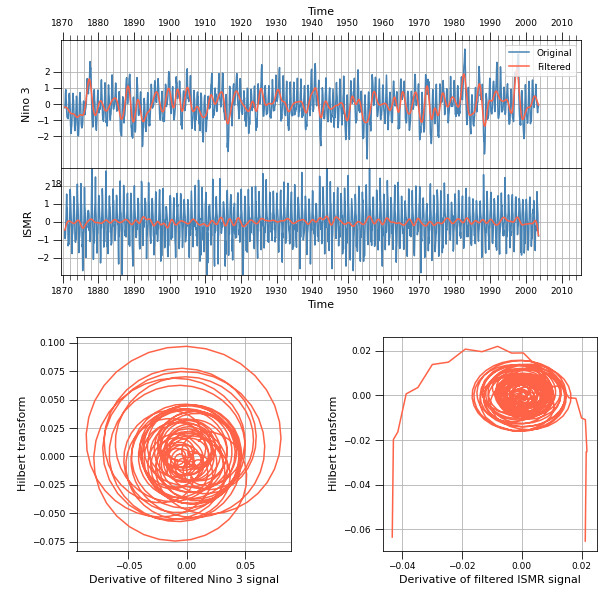 Time
1870 1880 1890 1900 1910 1920 1930 1940 1950 1960 1970 1980 1990 2000 2010
Original
Filtered
Nino 3
2
1
0
−1
−2
18
ISMR
2
1
0
−1
−2
1870 1880 1890 1900 1910 1920 1930 1940 1950 1960 1970 1980 1990 2000 2010
Time
Hilbert transform
0.100
0.075
0.050
0.025
0.000
−0.025
−0.050
−0.075
−0.05 0.00 0.05
Derivative of filtered Nino 3 signal
Hilbert transform
0.02
0.00
−0.02
−0.04
−0.06
−0.04 −0.02 0.00 0.02
Derivative of filtered ISMR signal